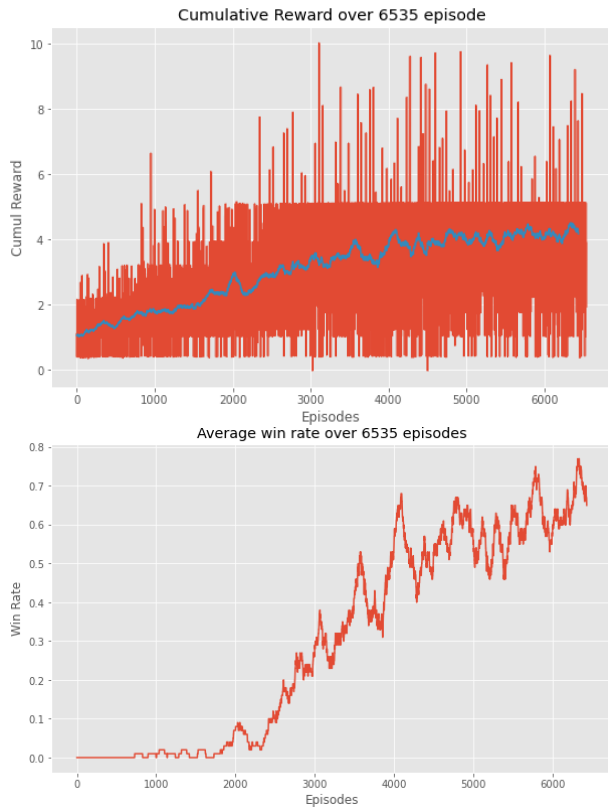 Cumulative Reward over 6535 episode
10
8
6
4
2
0
Cumul Reward
0 1000 2000 3000 4000 5000 6000
Episodes
Average win rate over 6535 episodes
0.8
0.7
0.6
0.5
0.4
0.3
0.2
0.1
0.0
Win Rate
0 1000 2000 3000 4000 5000 6000
Episodes